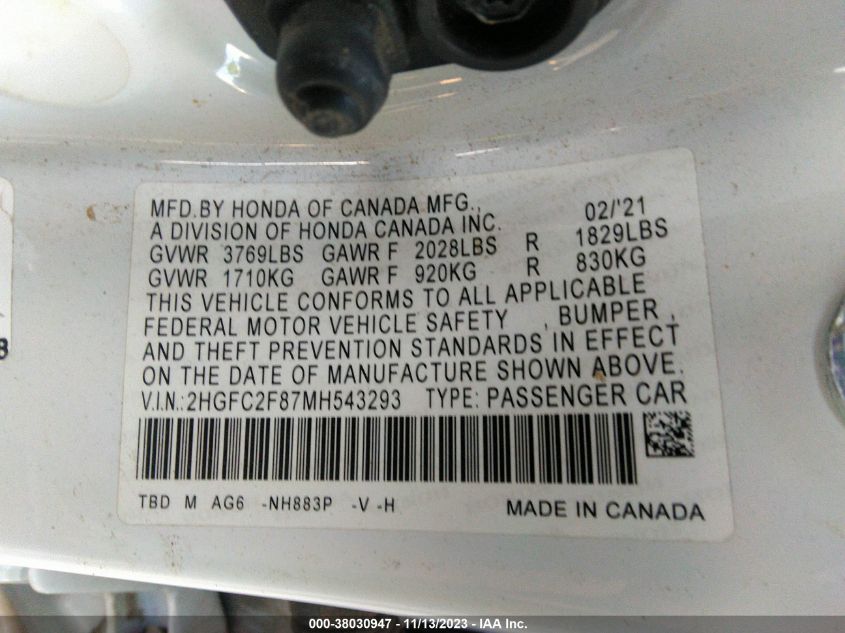 MFD.BY HONDA OF CANADA MFG., 02/'21
A DIVISION OF HONDA CANADA INC.
GVWR 3769LBS GAWR F 2028LBS R 1829LBS
GVWR 1710KG GAWR F 920KG R 830KG
THIS VEHICLE CONFORMS TO ALL APPLICABLE
FEDERAL MOTOR VEHICLE SAFETY , BUMPER ,
AND THEFT PREVENTION STANDARDS IN EFFECT
ON THE DATE OF MANUFACTURE SHOWN ABOVE.
V.I.N.:2HGFC2F87MH543293 TYPE: PASSENGER CAR
TBD M AG6 -NH883P -V -H MADE IN CANADA
8
000-38030947 - 11/13/2023 - IAA Inc.